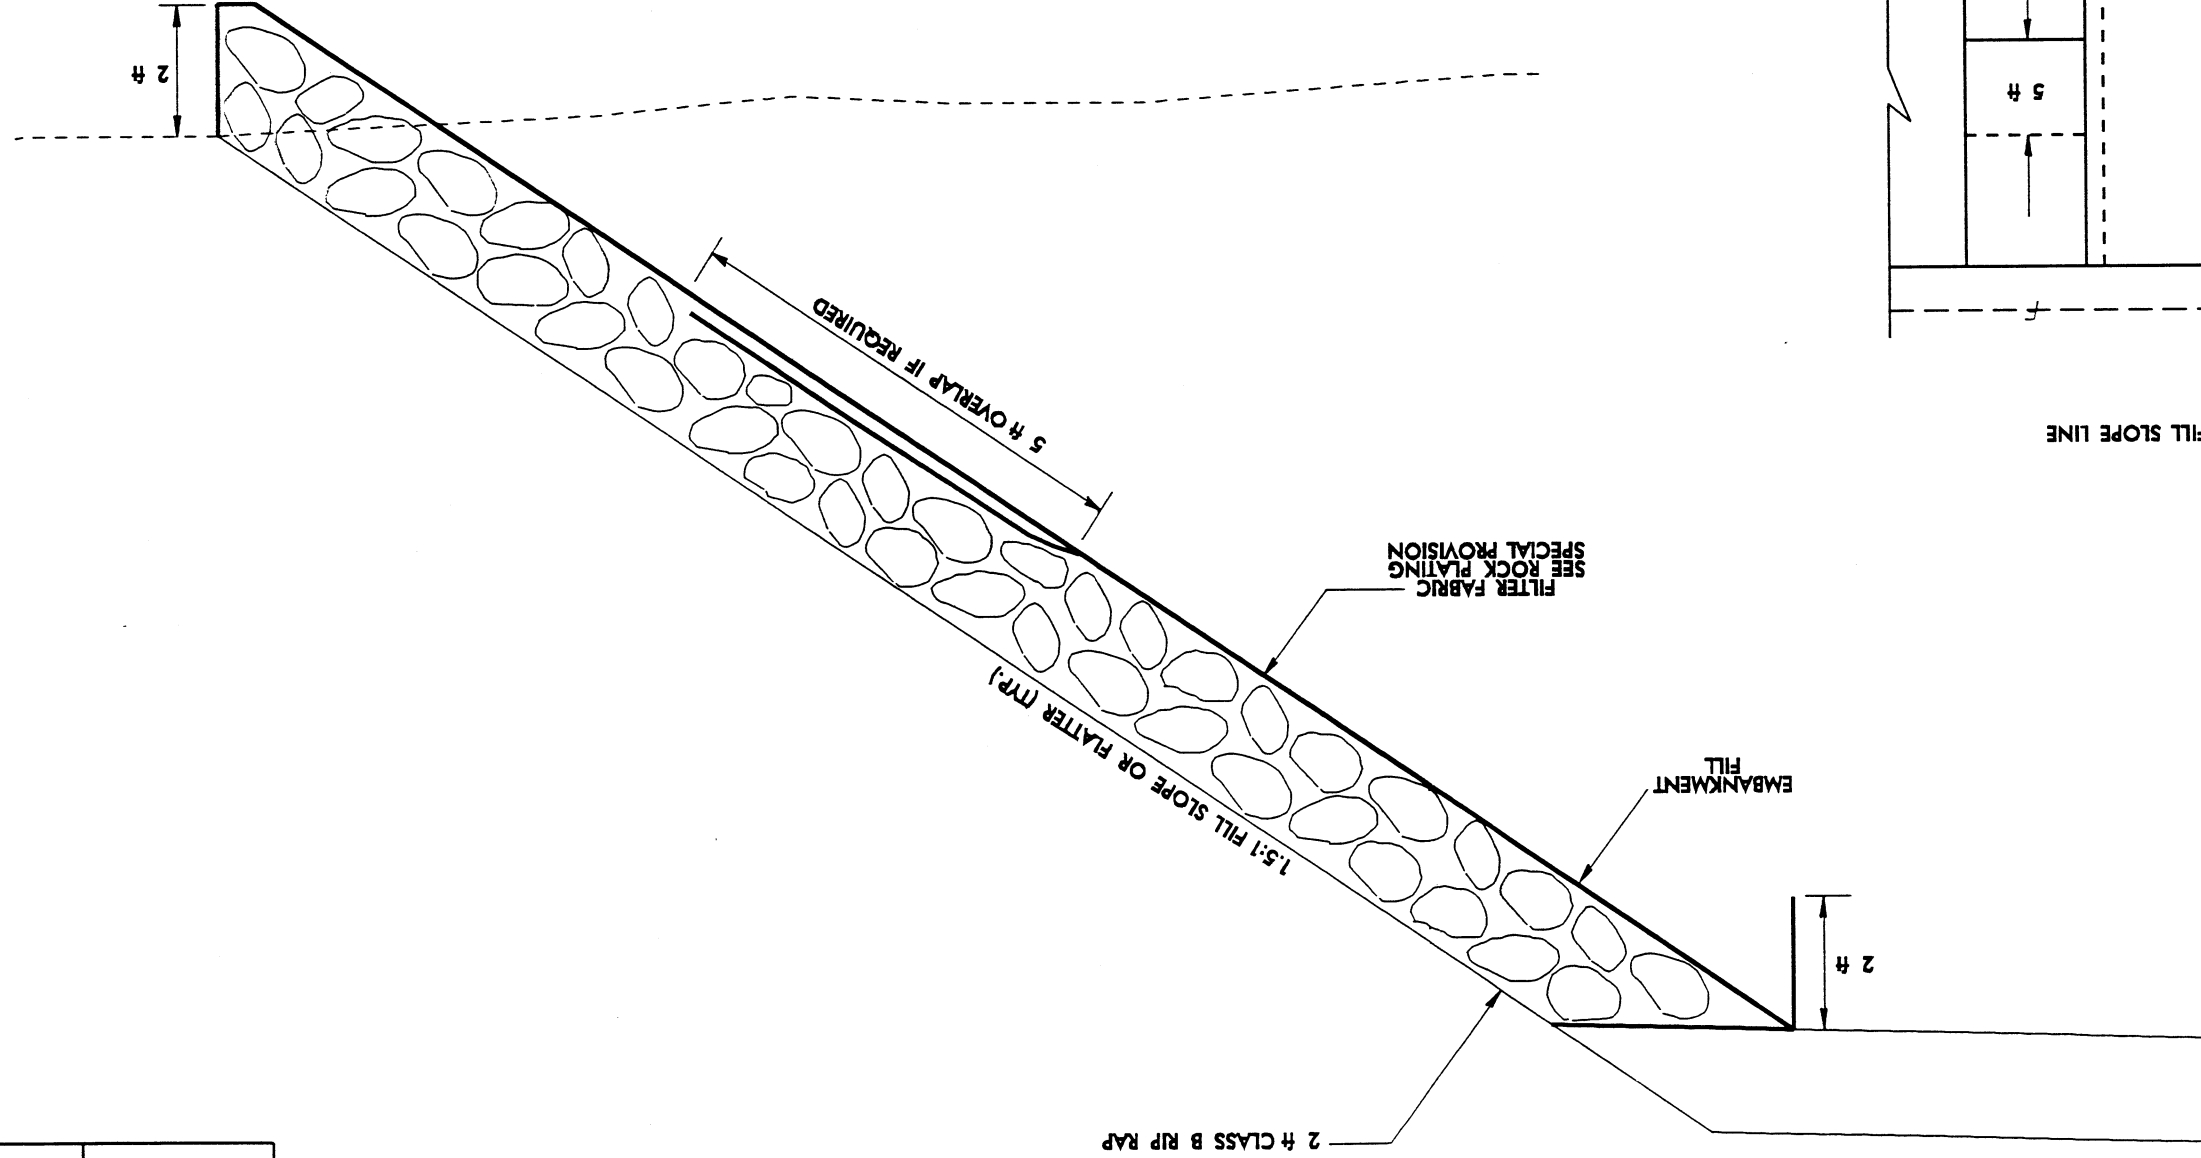 2 ft CLASS B RIP RAP
2 ft
EMBANKMENT
FILL
1.5:1 FILL SLOPE OR FLATTER (TYP.)
FILTER FABRIC
SEE ROCK PLATING
SPECIAL PROVISION
5 ft OVERLAP IF REQUIRED
2 ft
FILL SLOPE LINE
5 ft